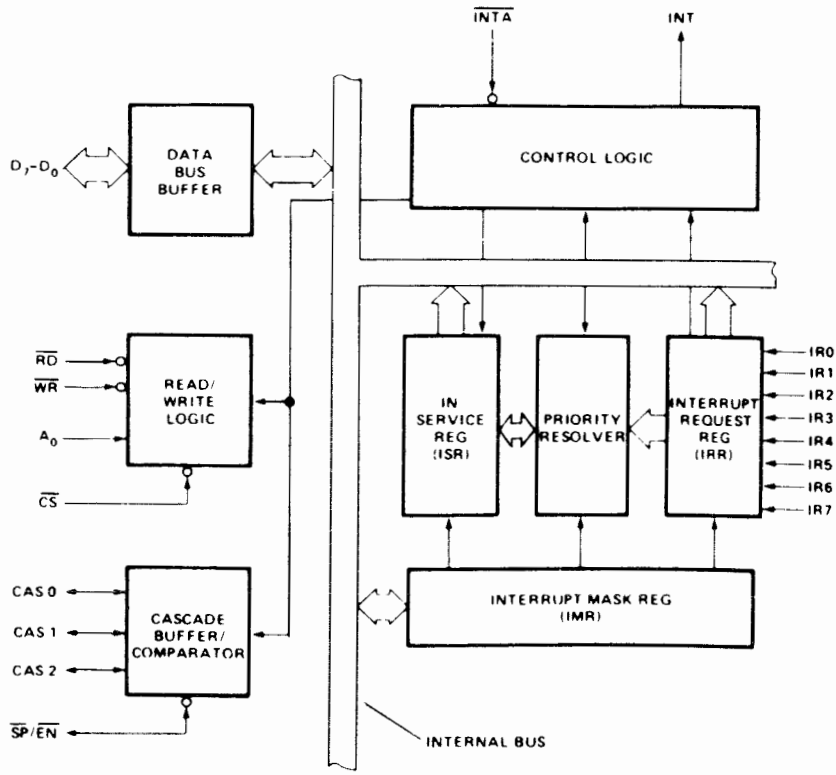 INTA
INT
D7-D0
DATA
BUS
BUFFER
CONTROL LOGIC
RD
WR
A0
CS
READ/
WRITE
LOGIC
IN
SERVICE
REG
(ISR)
PRIORITY
RESOLVER
INTERRUPT
REQUEST
REG
(IRR)
IR0
IR1
IR2
IR3
IR4
IR5
IR6
IR7
CAS 0
CAS 1
CAS 2
SP/EN
CASCADE
BUFFER/
COMPARATOR
INTERRUPT MASK REG
(IMR)
INTERNAL BUS